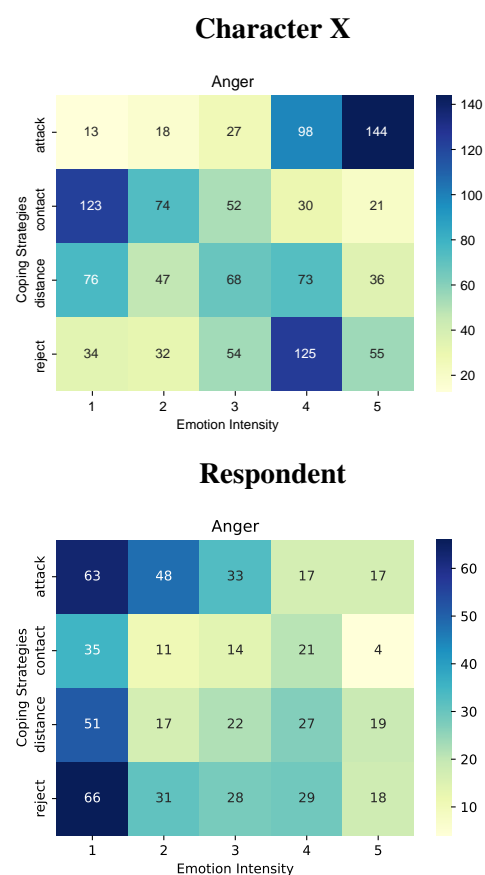 Character X
Anger
attack 13 18 27 98 144
contact 123 74 52 30 21
distance 76 47 68 73 36
reject 34 32 54 125 55
1 2 3 4 5
Emotion Intensity
Coping Strategies
140
120
100
80
60
40
20
Respondent
Anger
attack 63 48 33 17 17
contact 35 11 14 21 4
distance 51 17 22 27 19
reject 66 31 28 29 18
1 2 3 4 5
Emotion Intensity
Coping Strategies
60
50
40
30
20
10